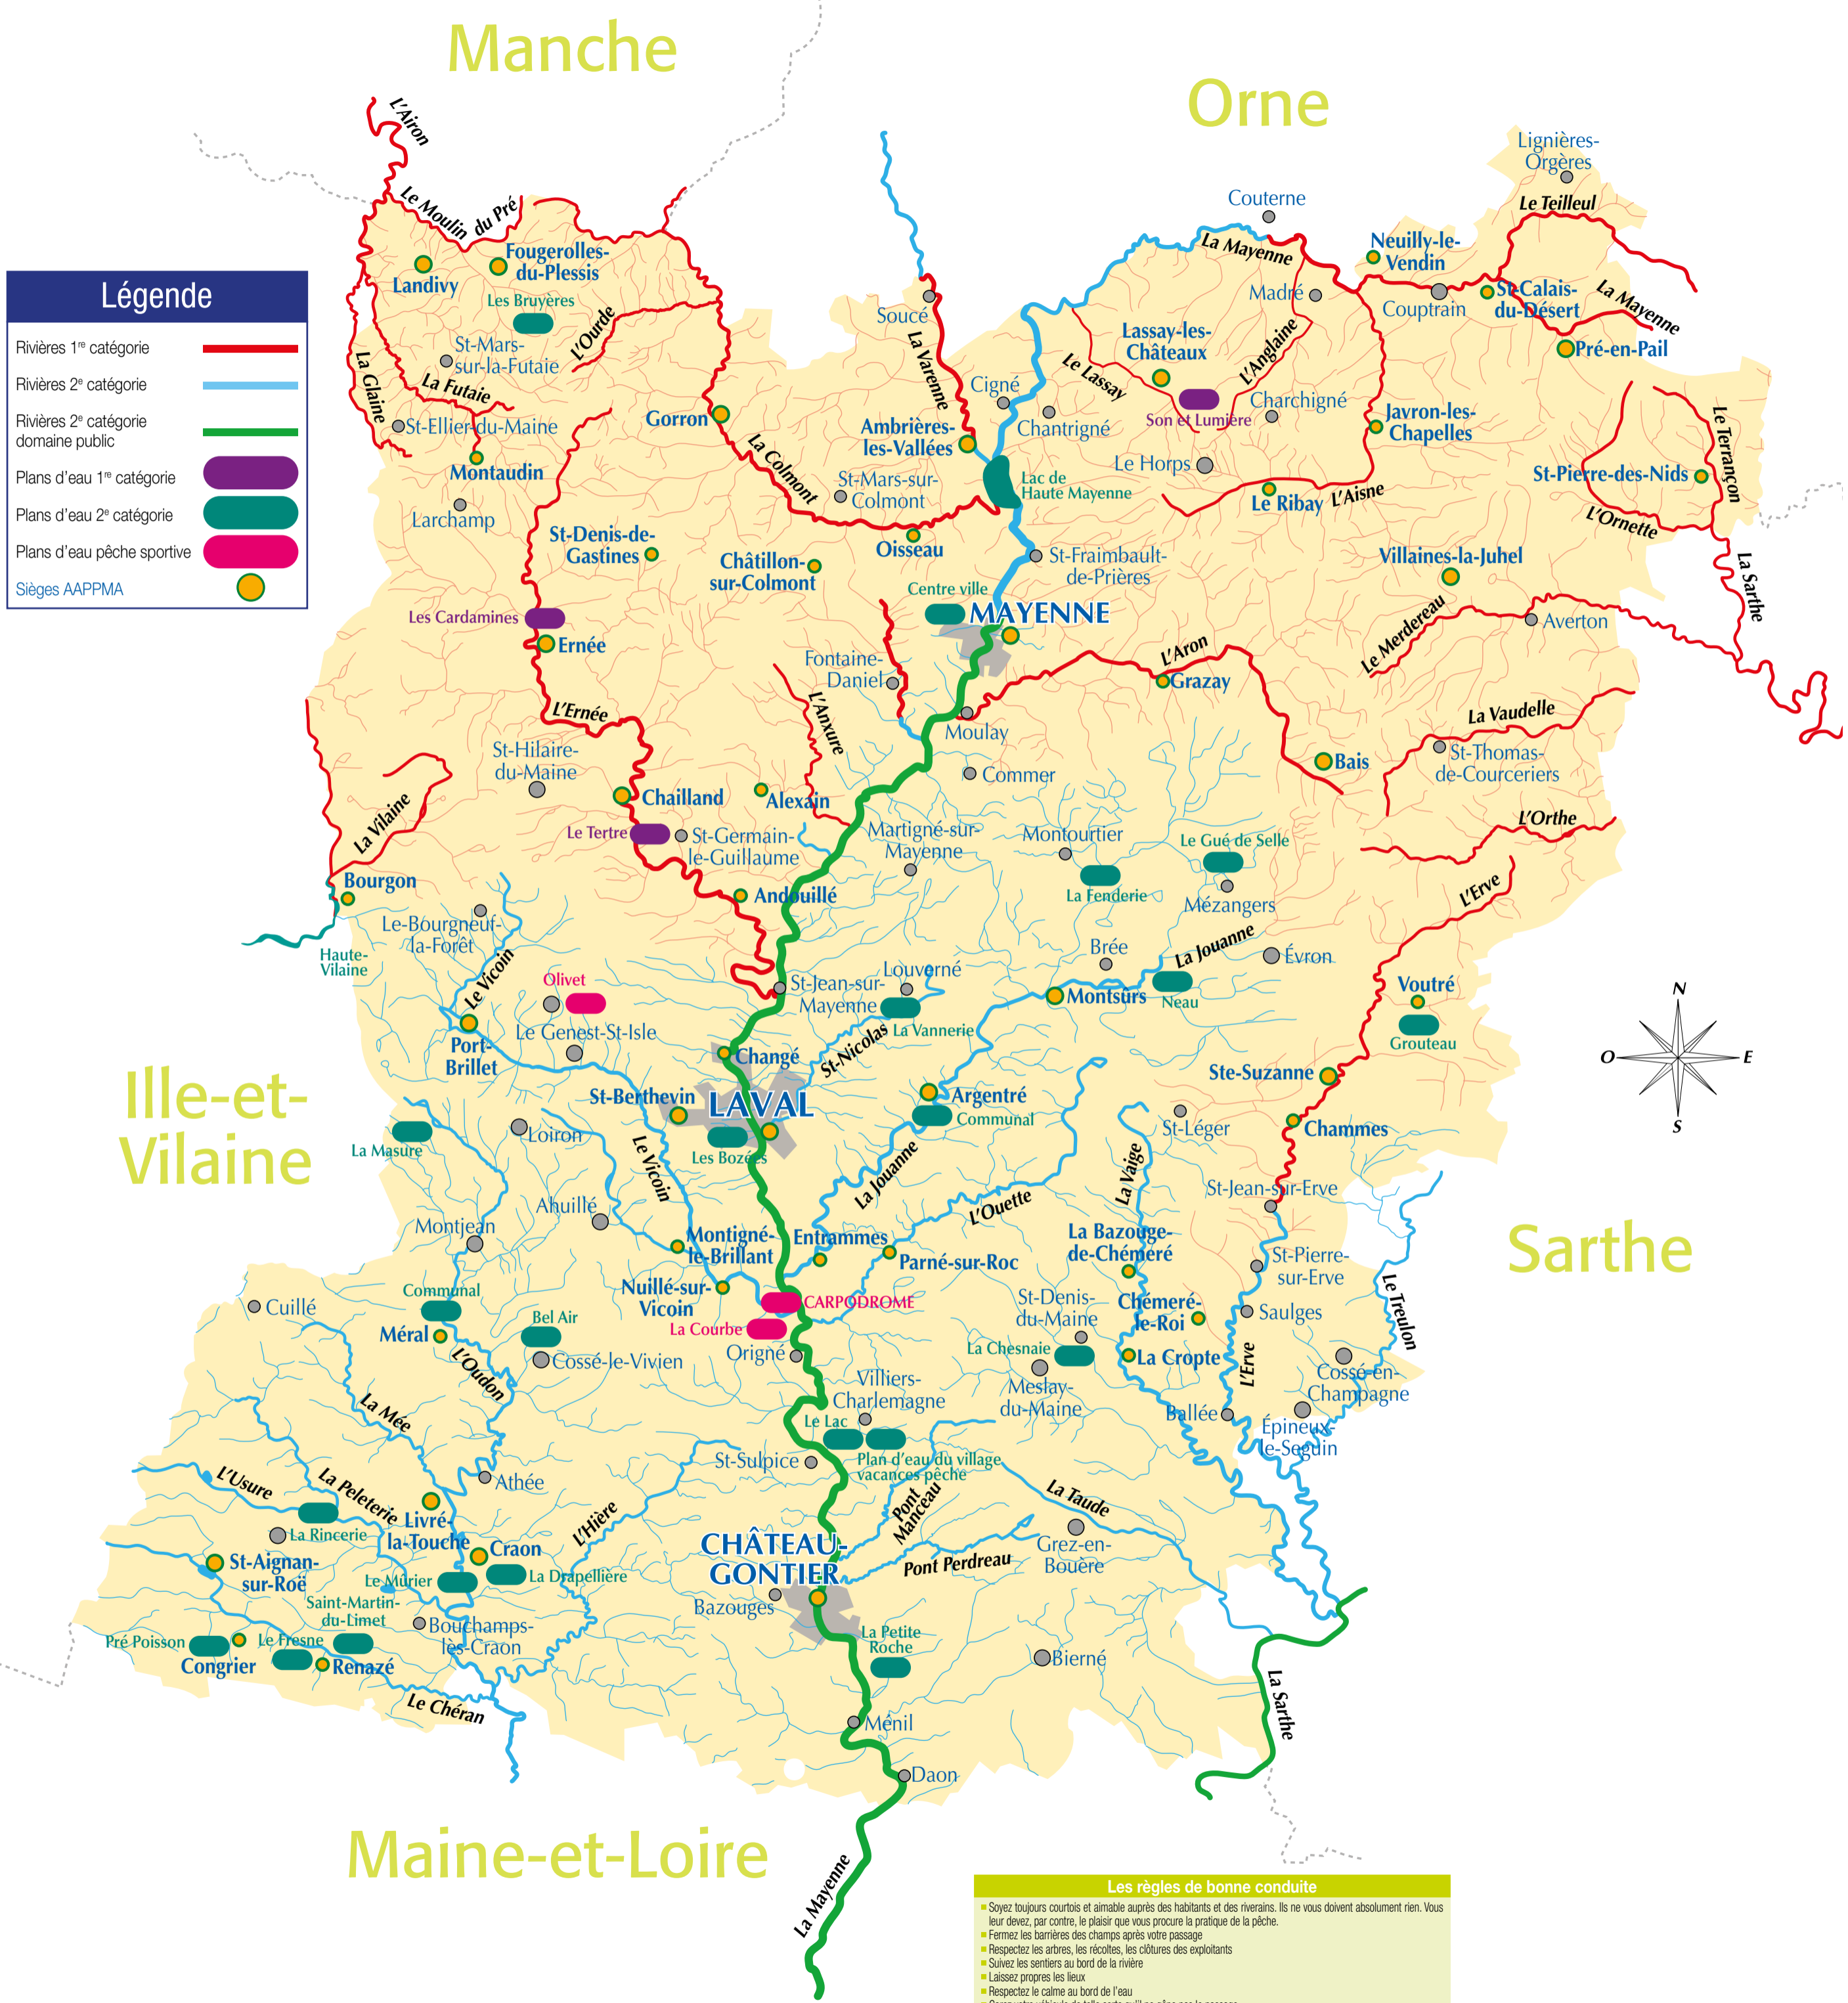 Manche
Orne
L'Airon
Lignières-
Orgères
Le Teilleul
Couterne
Le Moulin
du Pré
La Mayenne
Neuilly-le-
Vendin
Fougerolles-
du-Plessis
Landivy
Les Bruyères
Madré
Couptrain
St-Calais-
du-Désert
La Mayenne
Légende
Rivières 1re catégorie
Rivières 2e catégorie
Rivières 2e catégorie
domaine public
Plans d'eau 1re catégorie
Plans d'eau 2e catégorie
Plans d'eau pêche sportive
Sièges AAPPMA
Soucé
L'Ourde
St-Mars-
sur-la-Futaie
La Glaine
La Futaie
La Varenne
Lassay-les-
Châteaux
L'Anglaine
Pré-en-Pail
Le Lassay
Cigné
Chantrigné
Son et Lumière
Charchigné
St-Ellier-du-Maine
Gorron
Ambrières-
les-Vallées
Javron-les-
Chapelles
Le Terrançon
Montaudin
La Colmont
Le Horps
St-Pierre-des-Nids
St-Mars-sur-
Colmont
Lac de
Haute Mayenne
Le Ribay
L'Aisne
L'Ornette
Larchamp
St-Denis-de-
Gastines
Châtillon-
sur-Colmont
Oisseau
St-Fraimbault-
de-Prières
Villaines-la-Juhel
La Sarthe
Centre ville
MAYENNE
Les Cardamines
Ernée
Le Merdereau
Averton
Fontaine-
Daniel
L'Aron
Grazay
L'Ernée
L'Anxure
Moulay
La Vaudelle
St-Hilaire-
du-Maine
Commer
Bais
St-Thomas-
de-Courceriers
Chailland
Alexain
La Vilaine
Le Tertre
St-Germain-
le-Guillaume
Martigné-sur-
Mayenne
Montourtier
Le Gué de Selle
L'Orthe
Bourgon
Andouillé
La Fenderie
Mézangers
L'Erve
Le-Bourgneuf-
la-Forêt
Haute-
Vilaine
Le Vicoin
Brée
La Jouanne
Évron
Olivet
Louverné
St-Jean-sur-
Mayenne
Montsûrs
Neau
Voutré
Le Genest-St-Isle
La Vannerie
Grouteau
Port-
Brillet
St-Nicolas
Changé
N
O
E
S
Ste-Suzanne
St-Berthevin
LAVAL
Argentré
Communal
Ille-et-
Vilaine
Loiron
La Masure
Les Bozées
St-Léger
Chammes
Le Vicoin
La Jouanne
La Vaige
Ahuillé
L'Ouette
St-Jean-sur-Erve
Montjean
Montigné-
le-Brillant
Entrammes
Parné-sur-Roc
La Bazouge-
de-Chémeré
Sarthe
St-Pierre-
sur-Erve
Communal
Nuillé-sur-
Vicoin
CARPODROME
St-Denis-
du-Maine
Chémeré-
le-Roi
Saulges
Le Treulon
Cuillé
Bel Air
La Courbe
Méral
Origné
La Chesnaie
La Cropte
L'Erve
Cossé-le-Vivien
L'Oudon
Villiers-
Charlemagne
Meslay-
du-Maine
Cossé-en-
Champagne
La Mée
Le Lac
Ballée
Épineux-
le-Seguin
St-Sulpice
Plan d'eau du village
vacances pêche
L'Usure
La Peleterie
Athée
La Taude
Pont
Manceau
Livré-
la-Touche
L'Hière
La Rincerie
CHÂTEAU-
GONTIER
Grez-en-
Bouère
St-Aignan-
sur-Roë
Craon
Pont Perdreau
Le Mûrier
La Drapellière
Bazouges
Saint-Martin-
du-Limet
Bouchamps-
lès-Craon
Pré Poisson
Le Fresne
La Petite
Roche
Congrier
Renazé
Bierné
Le Chéran
La Sarthe
Ménil
Daon
Maine-et-Loire
La Mayenne
Les règles de bonne conduite
Soyez toujours courtois et aimable auprès des habitants et des riverains. Ils ne vous doivent absolument rien. Vous
leur devez, par contre, le plaisir que vous procure la pratique de la pêche.
Fermez les barrières des champs après votre passage
Respectez les arbres, les récoltes, les clôtures des exploitants
Suivez les sentiers au bord de la rivière
Laissez propres les lieux
Respectez le calme au bord de l'eau